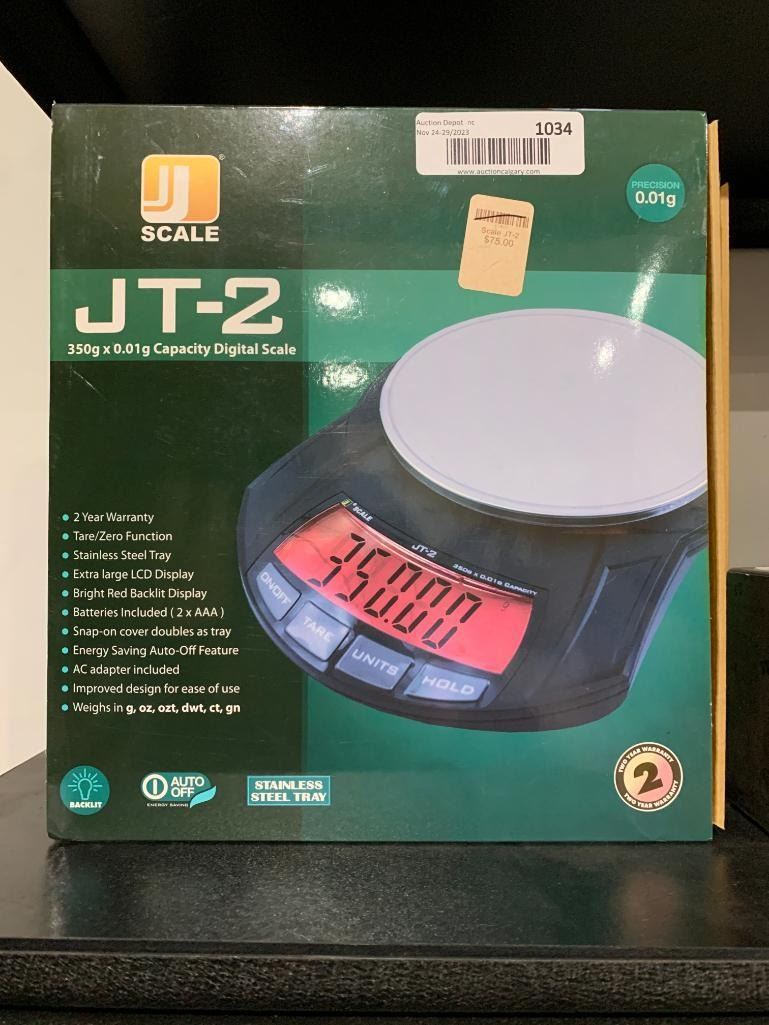 Auction Depot nc
Nov 24-29/2023
1034
www.auctioncalgary.com
J
SCALE
®
PRECISION
0.01g
Scale JT-2
$75.00
JT-2
350g x 0.01g Capacity Digital Scale
2 Year Warranty
Tare/Zero Function
Stainless Steel Tray
Extra large LCD Display
Bright Red Backlit Display
Batteries Included ( 2 x AAA )
Snap-on cover doubles as tray
Energy Saving Auto-Off Feature
AC adapter included
Improved design for ease of use
Weighs in g, oz, ozt, dwt, ct, gn
J SCALE
JT-2
350g x 0.01g CAPACITY
350.00
g
ON/OFF
TARE
UNITS
HOLD
BACKLIT
AUTO
OFF
ENERGY SAVING
STAINLESS
STEEL TRAY
TWO YEAR WARRANTY
2
TWO YEAR WARRANTY